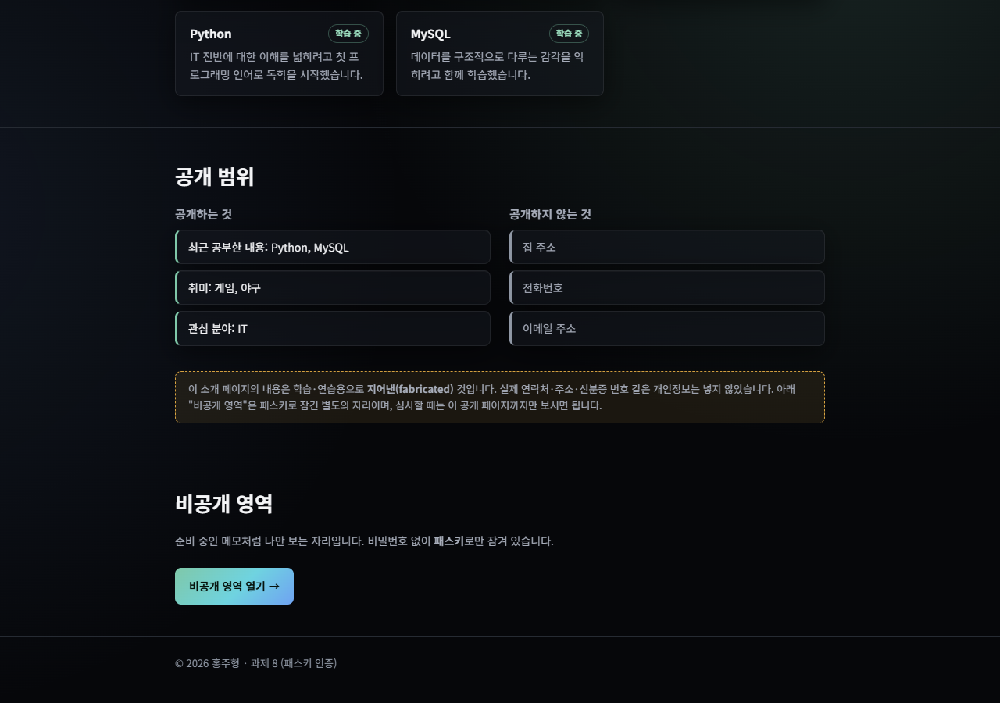 Python
학습 중
IT 전반에 대한 이해를 넓히려고 첫 프
로그래밍 언어로 독학을 시작했습니다.
MySQL
학습 중
데이터를 구조적으로 다루는 감각을 익
히려고 함께 학습했습니다.
공개 범위
공개하는 것
최근 공부한 내용: Python, MySQL
취미: 게임, 야구
관심 분야: IT
공개하지 않는 것
집 주소
전화번호
이메일 주소
이 소개 페이지의 내용은 학습·연습용으로 지어낸(fabricated) 것입니다. 실제 연락처·주소·신분증 번호 같은 개인정보는 넣지 않았습니다. 아래
"비공개 영역"은 패스키로 잠긴 별도의 자리이며, 심사할 때는 이 공개 페이지까지만 보시면 됩니다.
비공개 영역
준비 중인 메모처럼 나만 보는 자리입니다. 비밀번호 없이 패스키로만 잠겨 있습니다.
비공개 영역 열기 →
© 2026 홍주형 · 과제 8 (패스키 인증)